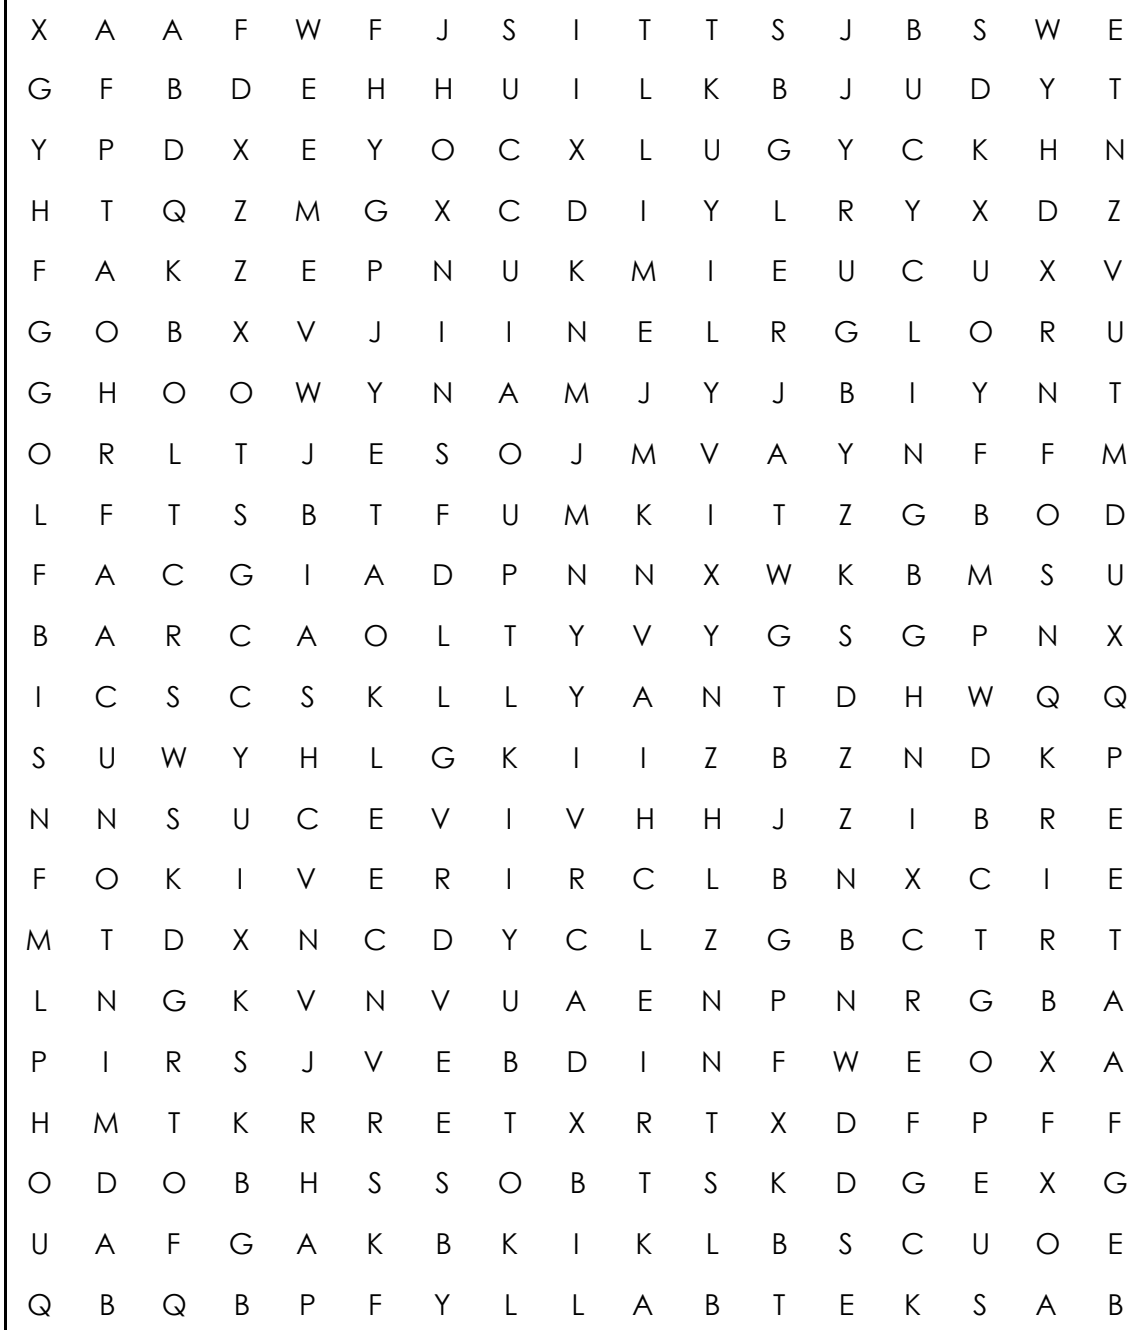 X A A F W F J S I T T S J B S W E
G F B D E H H U I L K B J U D Y T
Y P D X E Y O C X L U G Y C K H N
H T Q Z M G X C D I Y L R Y X D Z
F A K Z E P N U K M I E U C U X V
G O B X V J I I N E L R G L O R U
G H O O W Y N A M J Y J B I Y N T
O R L T J E S O J M V A Y N F F M
L F T S B T F U M K I T Z G B O D
F A C G I A D P N N X W K B M S U
B A R C A O L T Y V Y G S G P N X
I C S C S K L L Y A N T D H W Q Q
S U W Y H L G K I I Z B Z N D K P
N N S U C E V I V H H J Z I B R E
F O K I V E R I R C L B N X C I E
M T D X N C D Y C L Z G B C T R T
L N G K V N V U A E N P N R G B A
P I R S J V E B D I N F W E O X A
H M T K R R E T X R T X D F P F F
O D O B H S S O B T S K D G E X G
U A F G A K B K I K L B S C U O E
Q B Q B P F Y L L A B T E K S A B